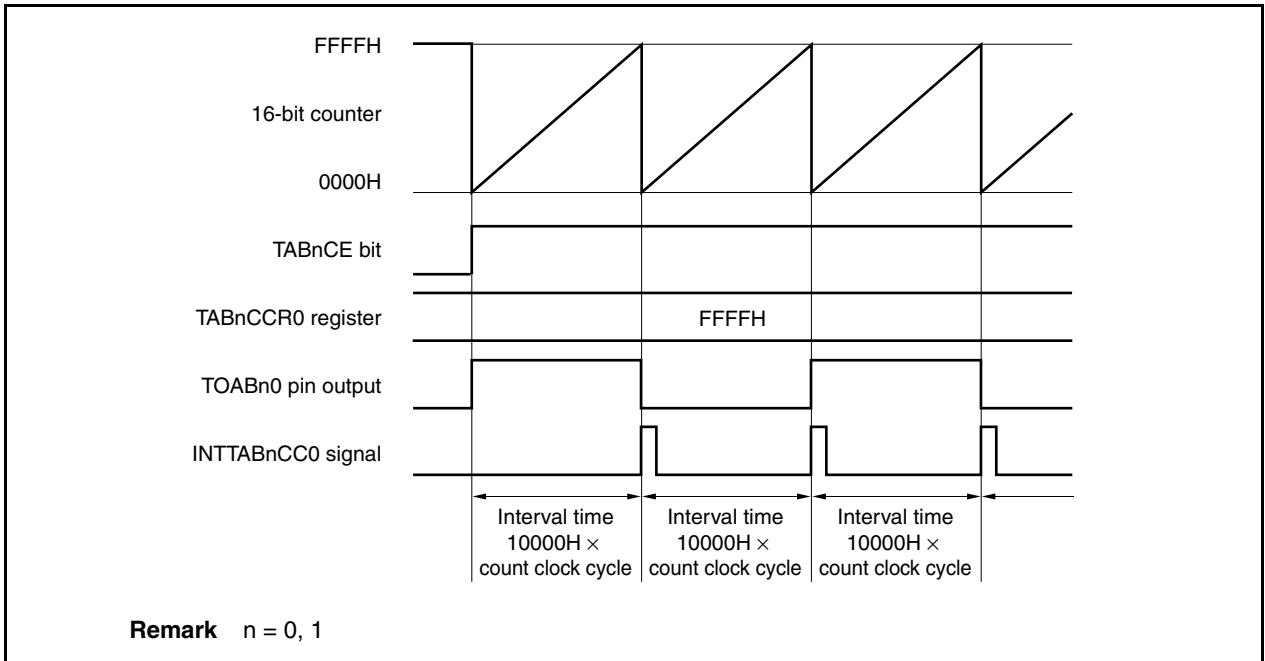 FFFFH
16-bit counter
0000H
TABnCE bit
TABnCCR0 register
FFFFH
TOABn0 pin output
INTTABnCC0 signal
Interval time
10000H ×
count clock cycle
Interval time
10000H ×
count clock cycle
Interval time
10000H ×
count clock cycle
Remark n = 0, 1